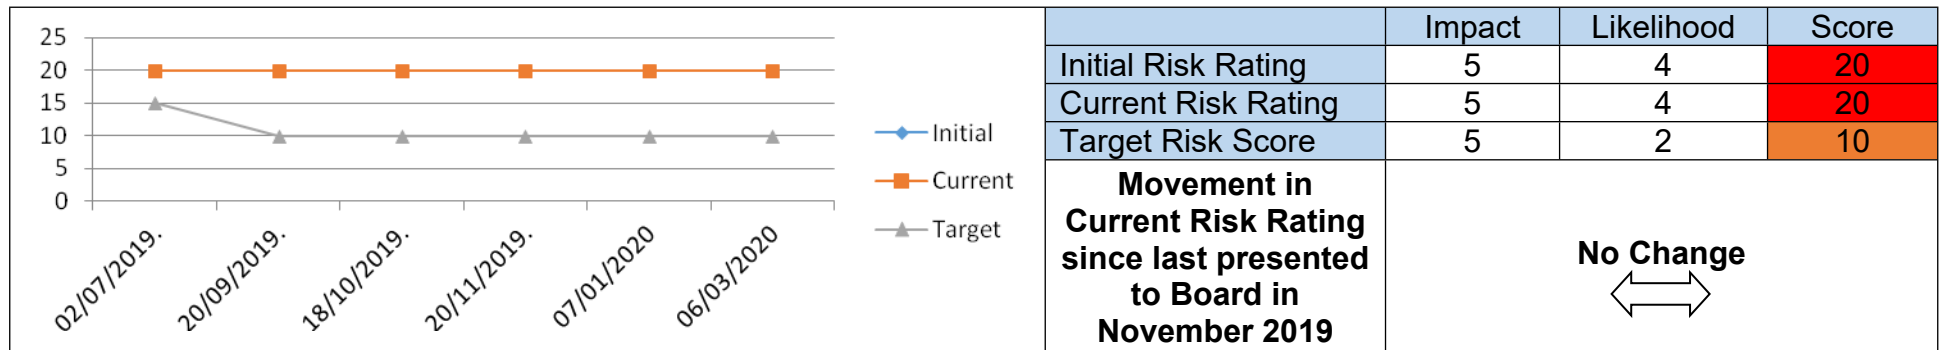 25
20
15
10
5
0
02/07/2019.
20/09/2019.
18/10/2019.
20/11/2019.
07/01/2020
06/03/2020
Initial
Current
Target
Impact Likelihood Score
Initial Risk Rating 5 4 20
Current Risk Rating 5 4 20
Target Risk Score 5 2 10
Movement in
Current Risk Rating
since last presented
to Board in
November 2019
No Change